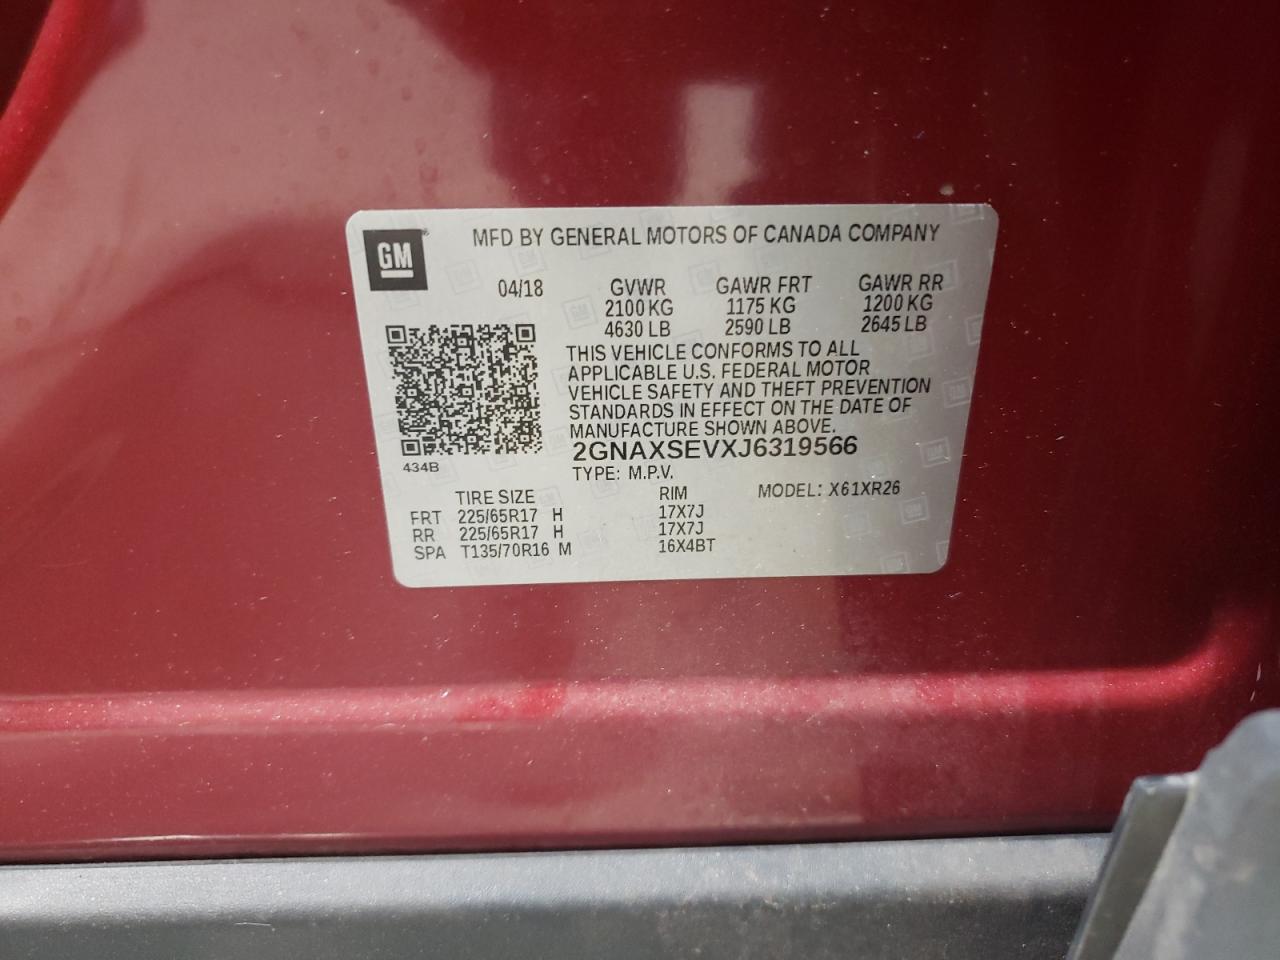 GM
MFD BY GENERAL MOTORS OF CANADA COMPANY
04/18 GVWR GAWR FRT GAWR RR
2100 KG 1175 KG 1200 KG
4630 LB 2590 LB 2645 LB
THIS VEHICLE CONFORMS TO ALL
APPLICABLE U.S. FEDERAL MOTOR
VEHICLE SAFETY AND THEFT PREVENTION
STANDARDS IN EFFECT ON THE DATE OF
MANUFACTURE SHOWN ABOVE.
2GNAXSEVXJ6319566
434B
TYPE: M.P.V.
TIRE SIZE RIM MODEL: X61XR26
FRT 225/65R17 H 17X7J
RR 225/65R17 H 17X7J
SPA T135/70R16 M 16X4BT